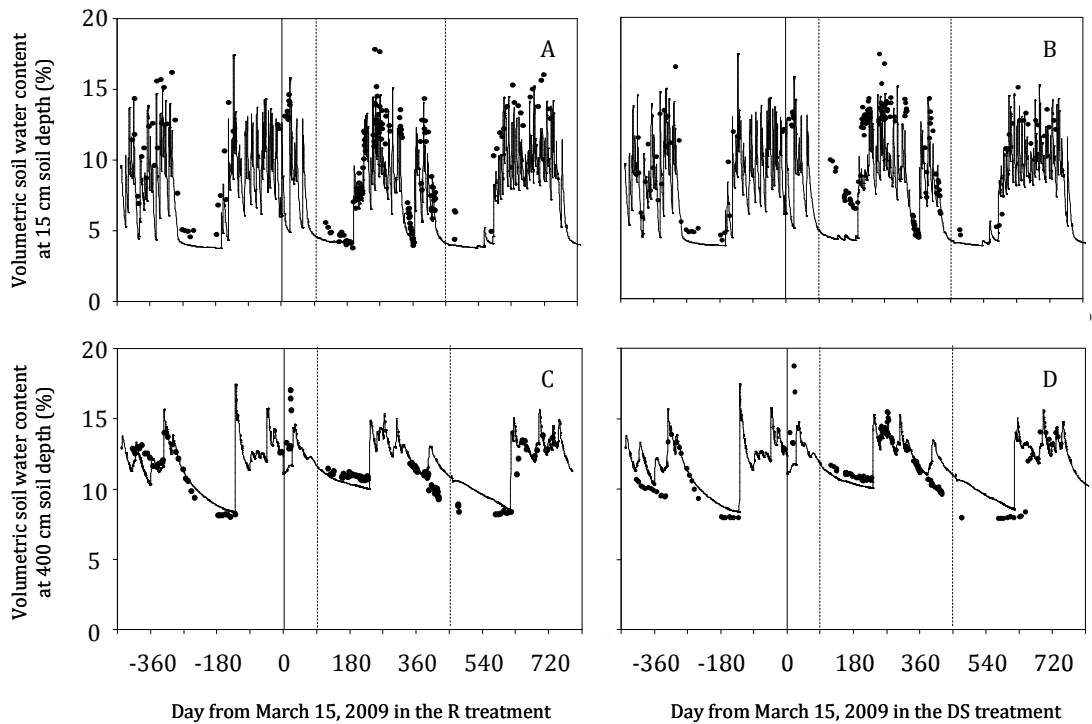 Volumetric soil water content
at 15 cm soil depth (%)
20
15
10
5
0
A
B
Volumetric soil water content
at 400 cm soil depth (%)
20
15
10
5
0
C
D
-360 -180 0 180 360 540 720
-360 -180 0 180 360 540 720
Day from March 15, 2009 in the R treatment
Day from March 15, 2009 in the DS treatment